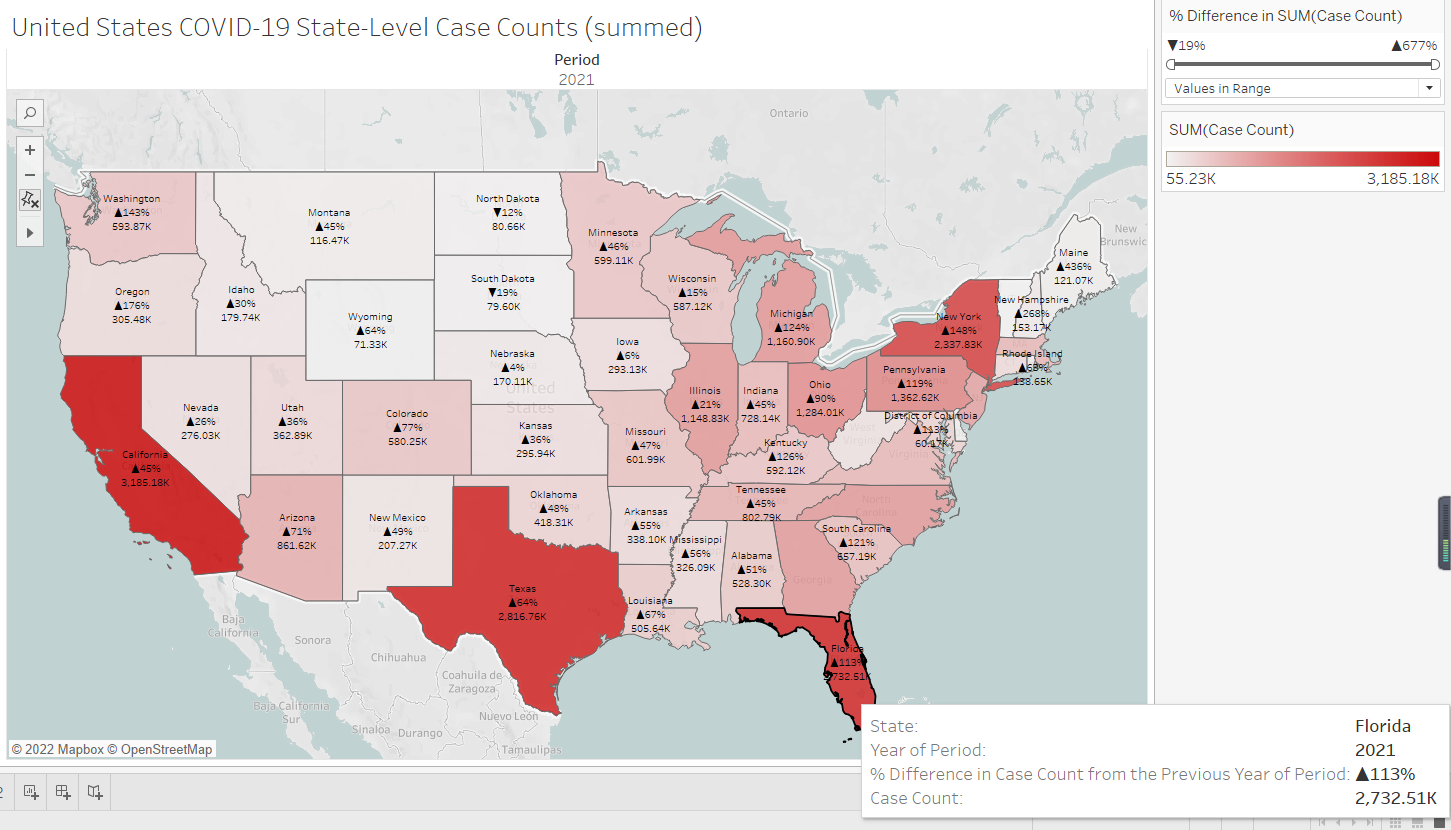 United States COVID-19 State-Level Case Counts (summed)
Period
2021
% Difference in SUM(Case Count)
▼19%
▲677%
Values in Range
SUM(Case Count)
55.23K
3,185.18K
Ontario
Washington
▲143%
593.87K
Montana
▲45%
116.47K
North Dakota
▼12%
80.66K
Minnesota
▲46%
599.11K
New
Brunswic
Maine
▲436%
121.07K
Oregon
▲176%
305.48K
Idaho
▲30%
179.74K
South Dakota
▼19%
79.60K
Wisconsin
▲15%
587.12K
New Hampshire
▲268%
153.17K
Wyoming
▲64%
71.33K
Michigan
▲124%
1,160.90K
New York
▲148%
2,337.83K
Nebraska
▲4%
170.11K
Iowa
▲6%
293.13K
Rhode Island
138.65K
United
States
Illinois
▲21%
1,148.83K
Indiana
▲45%
728.14K
Ohio
▲90%
1,284.01K
Pennsylvania
▲119%
1,362.62K
Nevada
▲26%
276.03K
Utah
▲36%
362.89K
Colorado
▲77%
580.25K
Kansas
▲36%
295.94K
Missouri
▲47%
601.99K
Kentucky
▲126%
592.12K
West
Virginia
District of Columbia
▲113%
60.17K
Virginia
California
▲45%
3,185.18K
Arizona
▲71%
861.62K
New Mexico
▲49%
207.27K
Oklahoma
▲48%
418.31K
Arkansas
▲55%
338.10K
Tennessee
▲45%
802.79K
North
Carolina
South Carolina
▲121%
657.19K
Mississippi
▲56%
326.09K
Alabama
▲51%
528.30K
Georgia
Texas
▲64%
2,816.76K
Louisiana
▲67%
505.64K
Florida
▲113%
2,732.51K
Baja
California
Sonora
Chihuahua
Coahuila de
Zaragoza
Baja California
Sur
Nuevo León
Sinaloa
Durango
Tamaulipas
© 2022 Mapbox © OpenStreetMap
State: Florida
Year of Period: 2021
% Difference in Case Count from the Previous Year of Period: ▲113%
Case Count: 2,732.51K